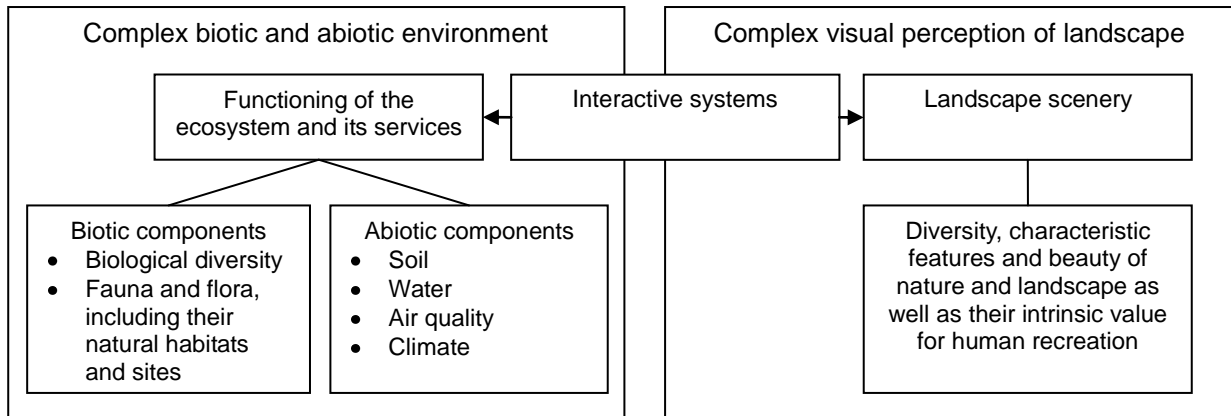 Complex biotic and abiotic environment
Complex visual perception of landscape
Functioning of the
ecosystem and its services
Interactive systems
Landscape scenery
Biotic components
• Biological diversity
• Fauna and flora,
including their
natural habitats
and sites
Abiotic components
• Soil
• Water
• Air quality
• Climate
Diversity, characteristic
features and beauty of
nature and landscape as
well as their intrinsic value
for human recreation